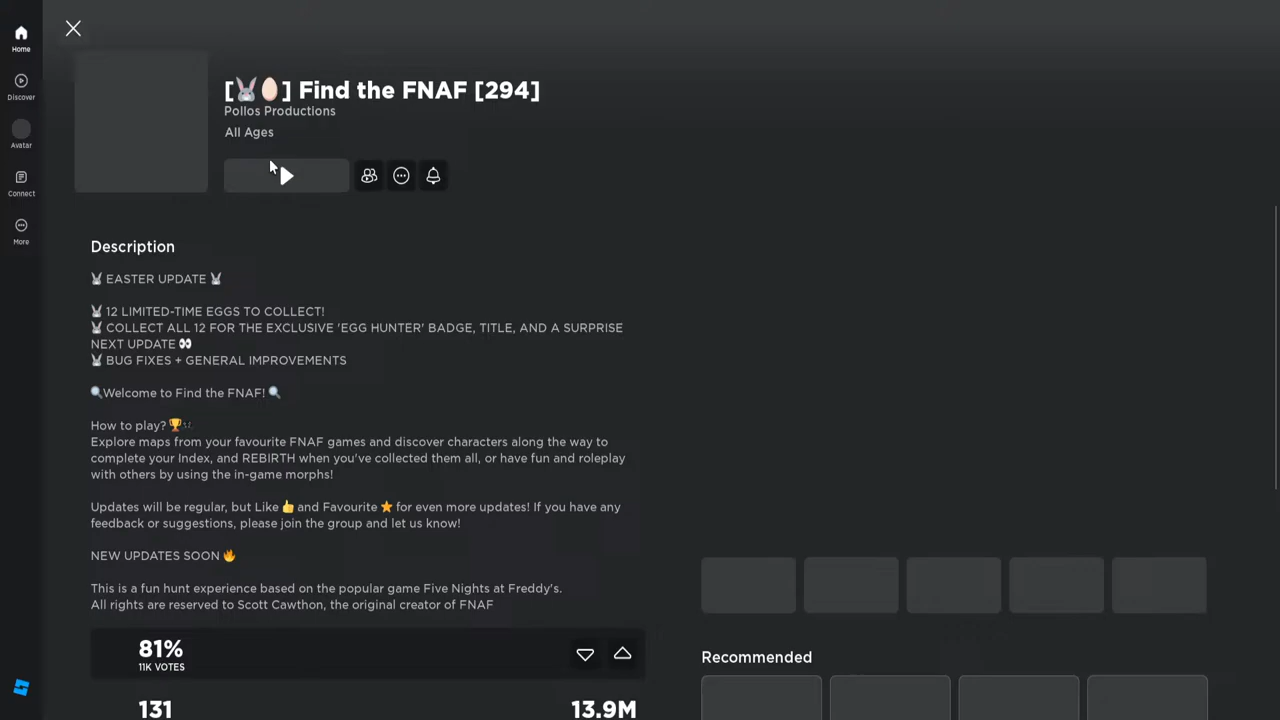 Home
Discover
Avatar
Connect
More
[🐰🥚] Find the FNAF [294]
Pollos Productions
All Ages
Description
🐰 EASTER UPDATE 🐰
🐰 12 LIMITED-TIME EGGS TO COLLECT!
🐰 COLLECT ALL 12 FOR THE EXCLUSIVE 'EGG HUNTER' BADGE, TITLE, AND A SURPRISE
NEXT UPDATE 👀
🐰 BUG FIXES + GENERAL IMPROVEMENTS
🔍Welcome to Find the FNAF! 🔍
How to play? 🏆
Explore maps from your favourite FNAF games and discover characters along the way to
complete your Index, and REBIRTH when you've collected them all, or have fun and roleplay
with others by using the in-game morphs!
Updates will be regular, but Like 👍 and Favourite ⭐ for even more updates! If you have any
feedback or suggestions, please join the group and let us know!
NEW UPDATES SOON 🔥
This is a fun hunt experience based on the popular game Five Nights at Freddy's.
All rights are reserved to Scott Cawthon, the original creator of FNAF
81%
11K VOTES
131
13.9M
Recommended